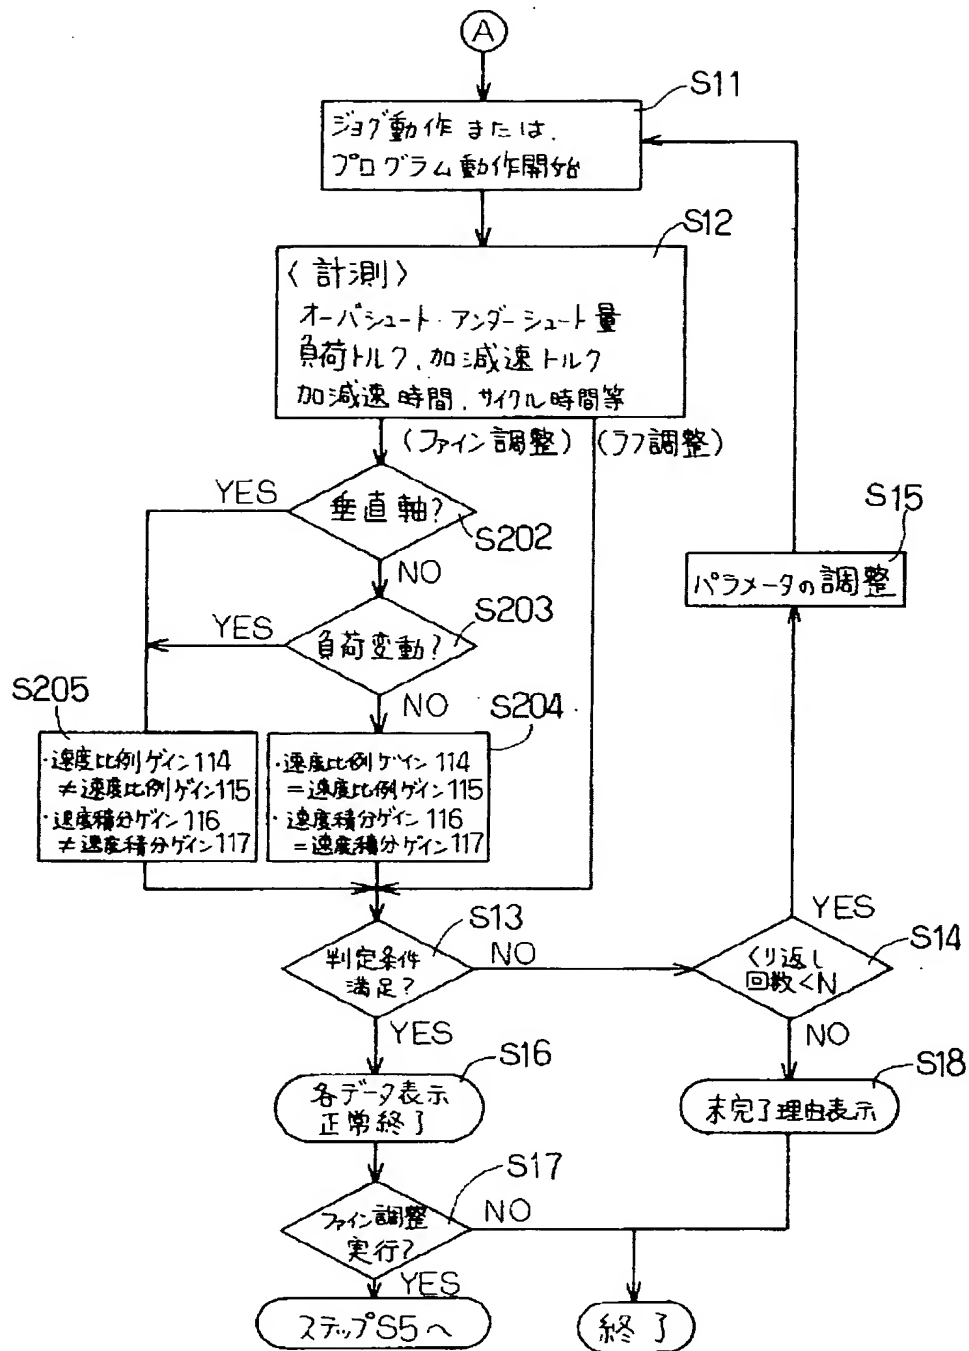 A
S11
ジョグ動作または、
プログラム動作開始
S12
〈計測〉
オーバシュート・アンダーシュート量
負荷トルク、加減速トルク
加減速時間、サイクル時間等
(ファイン調整) (ラフ調整)
YES
垂直軸?
S202
NO
S15
パラメータの調整
YES
負荷変動?
S203
NO
S205
S204
・速度比例ゲイン114
≠速度比例ゲイン115
・速度積分ゲイン116
≠速度積分ゲイン117
・速度比例ゲイン114
=速度比例ゲイン115
・速度積分ゲイン116
=速度積分ゲイン117
S13
判定条件
満足?
NO
YES
YES
S14
くり返し
回数<N
NO
S16
各データ表示
正常終了
S18
未完了理由表示
S17
ファイン調整
実行?
NO
YES
ステップS5へ
終了